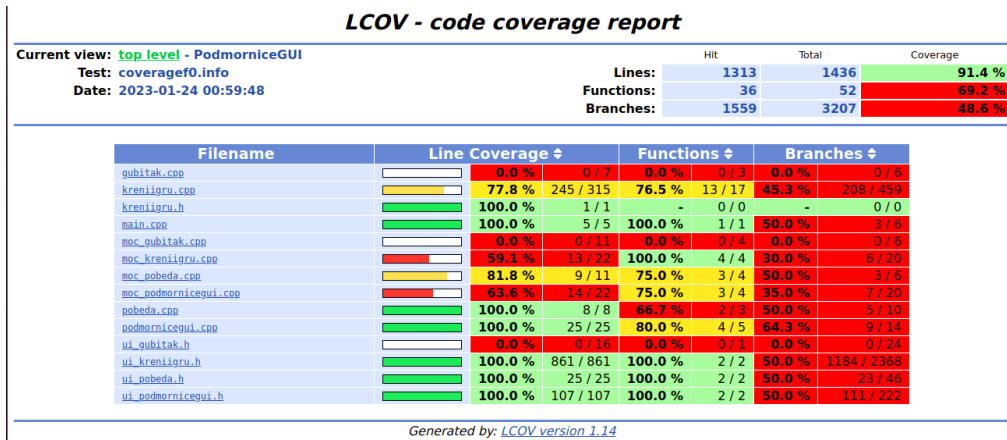 LCOV - code coverage report
Current view: top level - PodmorniceGUI Hit Total Coverage
Test: coveragef0.info Lines: 1313 1436 91.4 %
Date: 2023-01-24 00:59:48 Functions: 36 52 69.2 %
Branches: 1559 3207 48.6 %
Filename Line Coverage Functions Branches
gubitak.cpp 0.0 % 0 / 7 0.0 % 0 / 3 0.0 % 0 / 6
kreniigru.cpp 77.8 % 245 / 315 76.5 % 13 / 17 45.3 % 208 / 459
kreniigru.h 100.0 % 1 / 1 - 0 / 0 - 0 / 0
main.cpp 100.0 % 5 / 5 100.0 % 1 / 1 50.0 % 3 / 6
moc_gubitak.cpp 0.0 % 0 / 11 0.0 % 0 / 4 0.0 % 0 / 6
moc_kreniigru.cpp 59.1 % 13 / 22 100.0 % 4 / 4 30.0 % 6 / 20
moc_pobeda.cpp 81.8 % 9 / 11 75.0 % 3 / 4 50.0 % 3 / 6
moc_podmornicegui.cpp 63.6 % 14 / 22 75.0 % 3 / 4 35.0 % 7 / 20
pobeda.cpp 100.0 % 8 / 8 66.7 % 2 / 3 50.0 % 5 / 10
podmornicegui.cpp 100.0 % 25 / 25 80.0 % 4 / 5 64.3 % 9 / 14
ui_gubitak.h 0.0 % 0 / 16 0.0 % 0 / 1 0.0 % 0 / 24
ui_kreniigru.h 100.0 % 861 / 861 100.0 % 2 / 2 50.0 % 1184 / 2368
ui_pobeda.h 100.0 % 25 / 25 100.0 % 2 / 2 50.0 % 23 / 46
ui_podmornicegui.h 100.0 % 107 / 107 100.0 % 2 / 2 50.0 % 111 / 222
Generated by: LCOV version 1.14